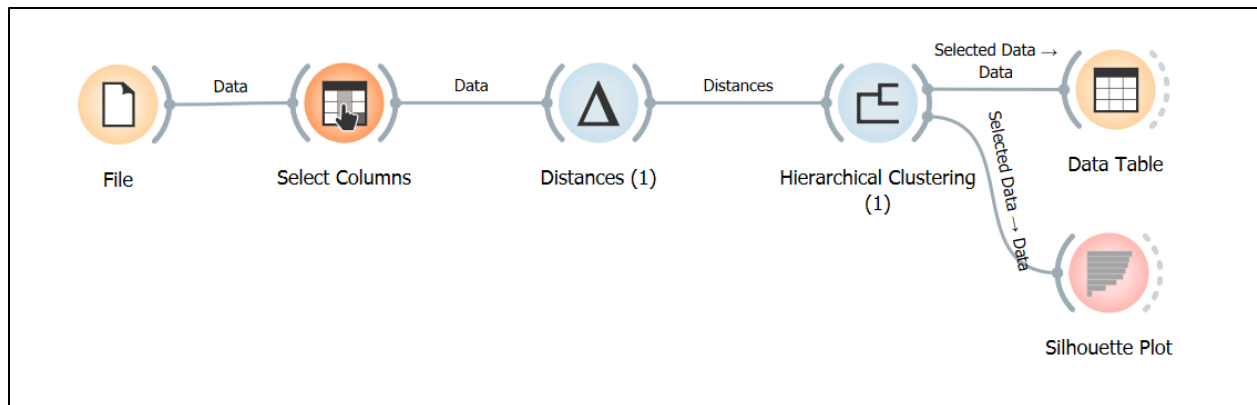 Data
Data
Distances
Selected Data →
Data
Selected Data → Data
File
Select Columns
Distances (1)
Hierarchical Clustering
(1)
Data Table
Silhouette Plot